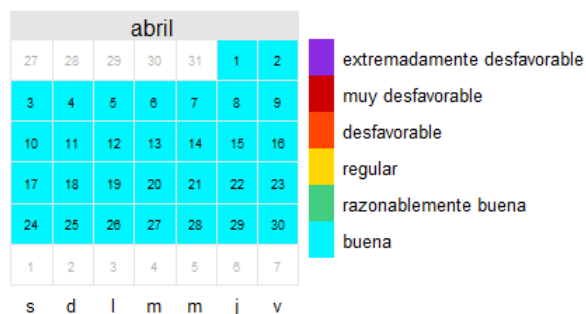 abril
27 28 29 30 31 1 2
3 4 5 6 7 8 9
10 11 12 13 14 15 16
17 18 19 20 21 22 23
24 25 26 27 28 29 30
1 2 3 4 5 6 7
s d l m m j v
extremadamente desfavorable
muy desfavorable
desfavorable
regular
razonablemente buena
buena